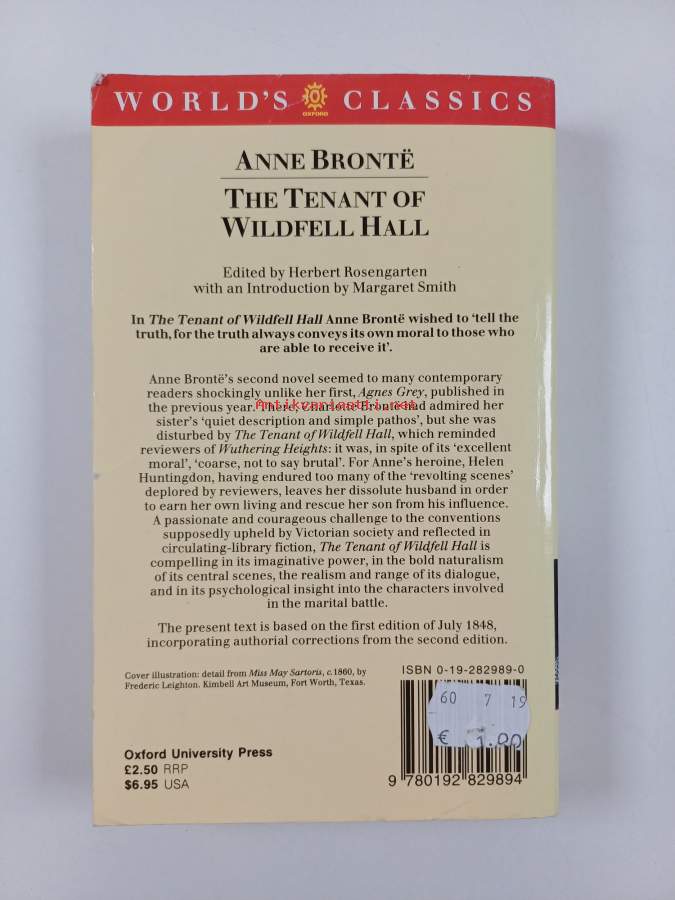 WORLD'S OXFORD CLASSICS
ANNE BRONTË
THE TENANT OF
WILDFELL HALL
Edited by Herbert Rosengarten
with an Introduction by Margaret Smith
In The Tenant of Wildfell Hall Anne Brontë wished to 'tell the
truth, for the truth always conveys its own moral to those who
are able to receive it'.
Anne Brontë's second novel seemed to many contemporary
readers shockingly unlike her first, Agnes Grey, published in
the previous year. There, Charlotte Brontë had admired her
Antikvariaatti.net
sister's 'quiet description and simple pathos', but she was
disturbed by The Tenant of Wildfell Hall, which reminded
reviewers of Wuthering Heights: it was, in spite of its 'excellent
moral', 'coarse, not to say brutal'. For Anne's heroine, Helen
Huntingdon, having endured too many of the 'revolting scenes'
deplored by reviewers, leaves her dissolute husband in order
to earn her own living and rescue her son from his influence.
A passionate and courageous challenge to the conventions
supposedly upheld by Victorian society and reflected in
circulating-library fiction, The Tenant of Wildfell Hall is
compelling in its imaginative power, in the bold naturalism
of its central scenes, the realism and range of its dialogue,
and in its psychological insight into the characters involved
in the marital battle.
The present text is based on the first edition of July 1848,
incorporating authorial corrections from the second edition.
Cover illustration: detail from Miss May Sartoris, c.1860, by
Frederic Leighton. Kimbell Art Museum, Fort Worth, Texas.
ISBN 0-19-282989-0
60 7 19
€ 1.00
9 780192 829894
Oxford University Press
£2.50 RRP
$6.95 USA